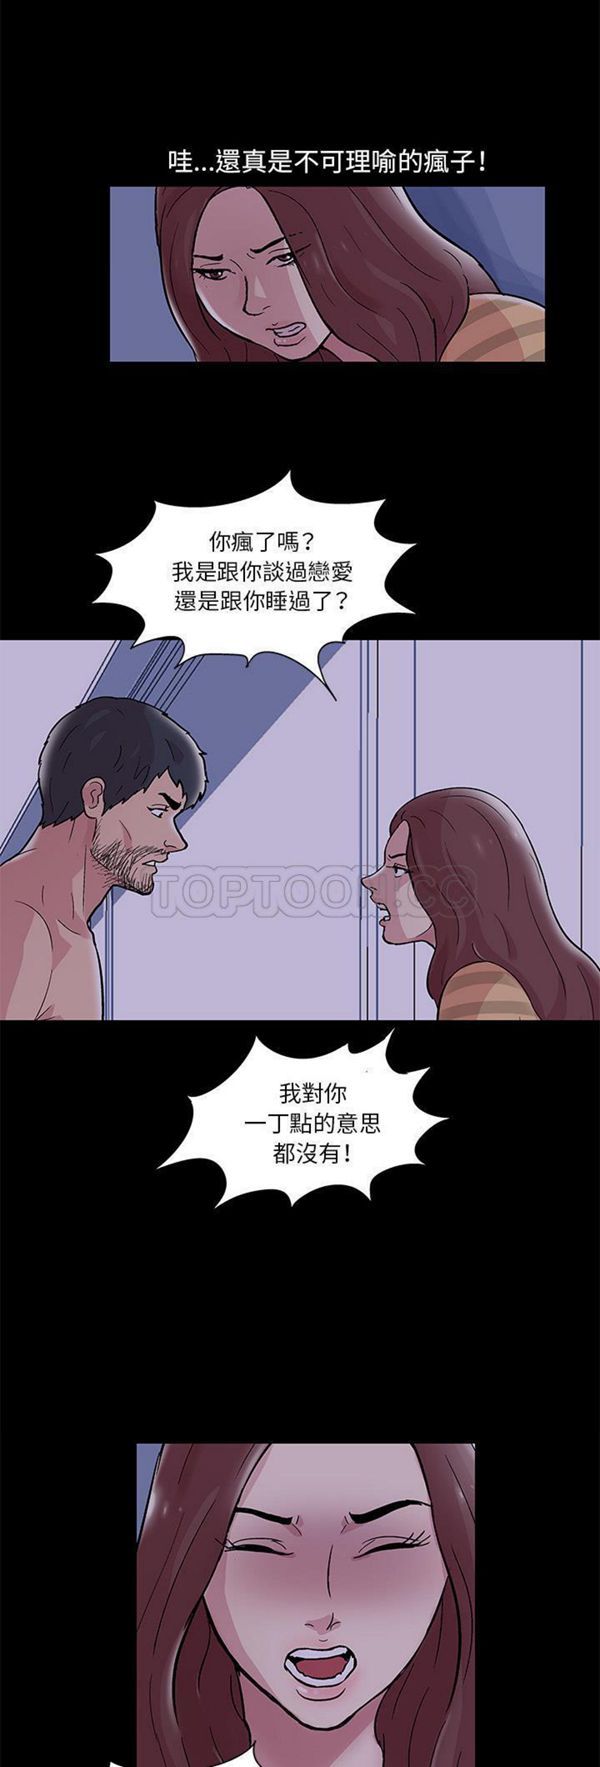 哇...還真是不可理喻的瘋子!
你瘋了嗎?
我是跟你談過戀愛
還是跟你睡過了?
TOPTOON.CC
我對你
一丁點的意思
都沒有!